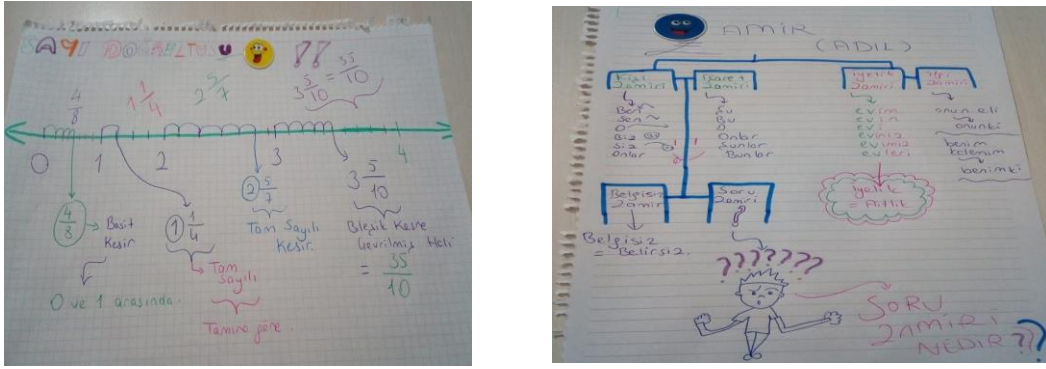 SAYI DOĞRULTUSU !!
4/8
1 1/4
2 5/7
3 5/10 = 35/10
0 1 2 3 4
4/8 → Basit Kesir
0 ve 1 arasında.
1 1/4
Tam Sayılı
Tamına göre
2 5/7
Tam Sayılı Kesir
3 5/10
Bleşik Kesre Çevrilmiş Hali
= 35/10
ZAMİR
(ADIL)
Kişi Zamiri
Ben
Sen
O
Biz
Siz
Onlar
İşaret Zamiri
Şu
Bu
O
Onlar
Şunlar
Bunlar
İyelik Zamiri
evim
evin
evi
evimiz
eviniz
evleri
İyelik = Aitlik
İlgi Zamiri
onun eli
onunki
benim kalemim
benimki
Belgisiz Zamir
Belgisiz = Belirsiz.
Soru Zamiri
?
???????
SORU
ZAMİRİ
NEDİR??